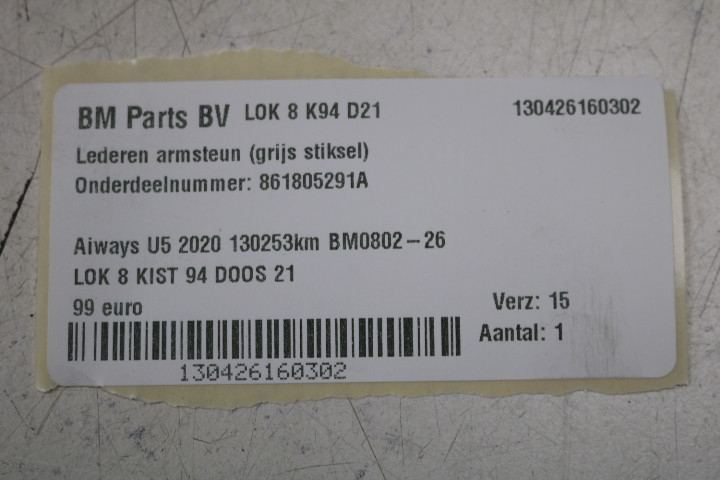 BM Parts BV LOK 8 K94 D21 130426160302
Lederen armsteun (grijs stiksel)
Onderdeelnummer: 861805291A
Aiways U5 2020 130253km BM0802-26
LOK 8 KIST 94 DOOS 21
99 euro Verz: 15
Aantal: 1
130426160302